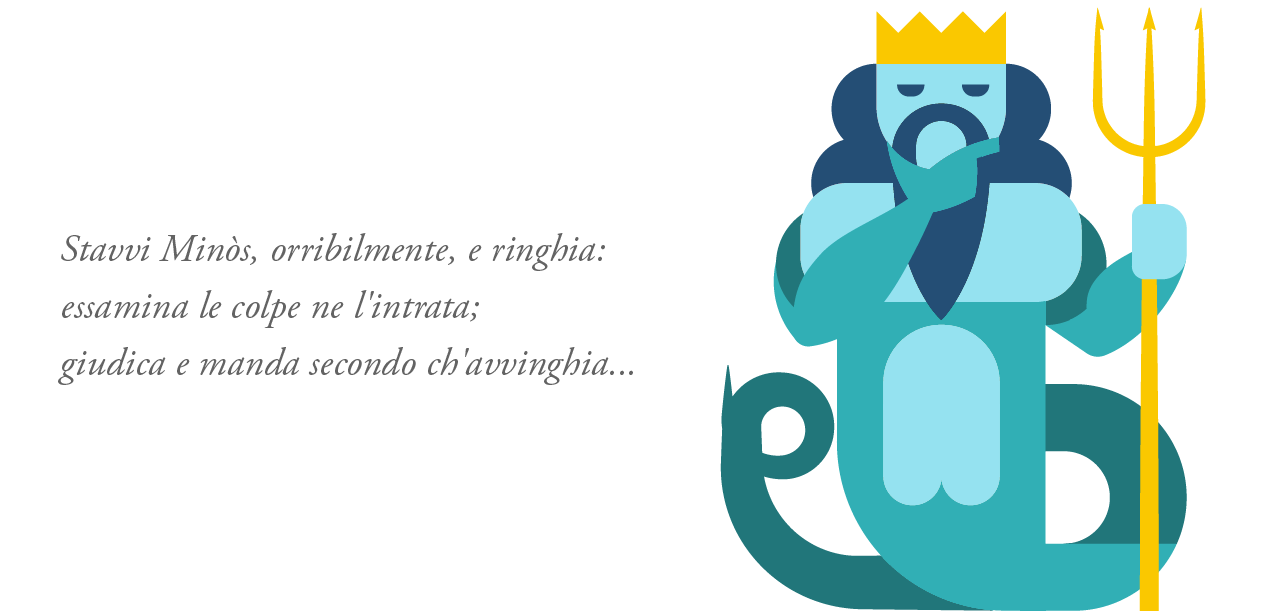 Stavvi Minòs, orribilmente, e ringhia:
essamina le colpe ne l'intrata;
giudica e manda secondo ch'avvinghia...